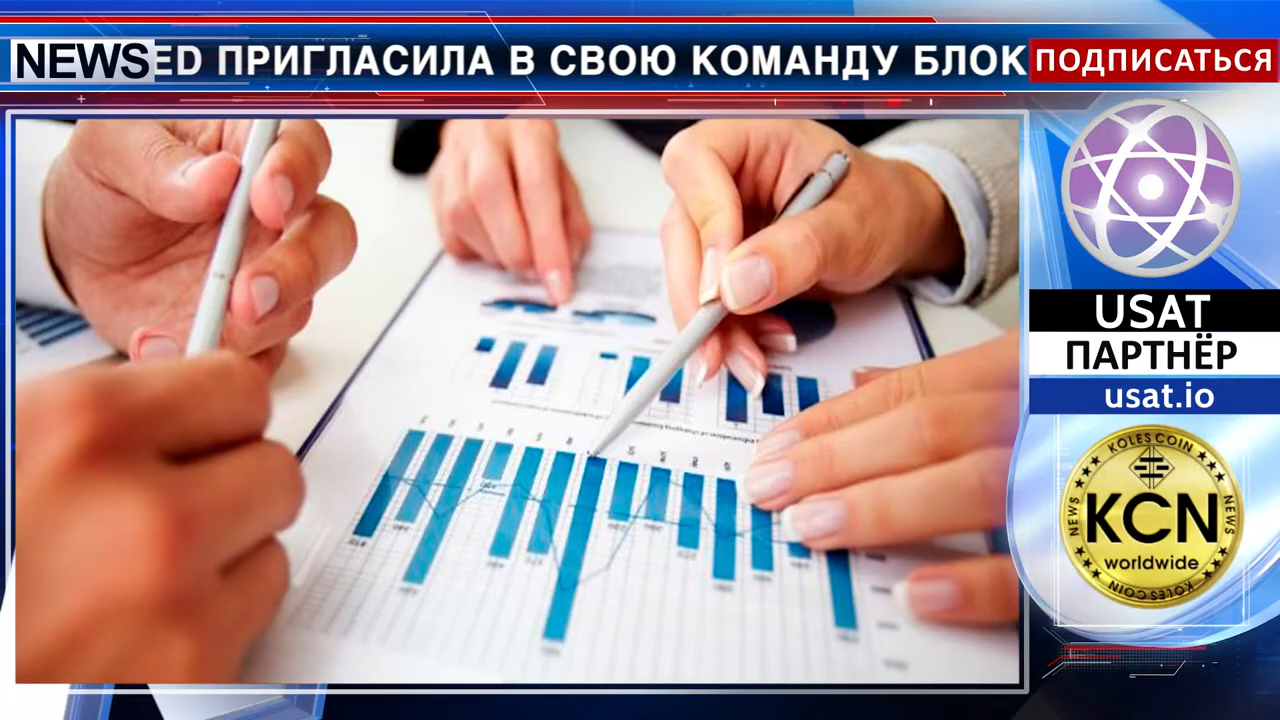 NEWS
ED ПРИГЛАСИЛА В СВОЮ КОМАНДУ БЛОК
ПОДПИСАТЬСЯ
USAT
ПАРТНЁР
usat.io
KOLES COIN
NEWS
KCN
NEWS
worldwide
KOLES COIN